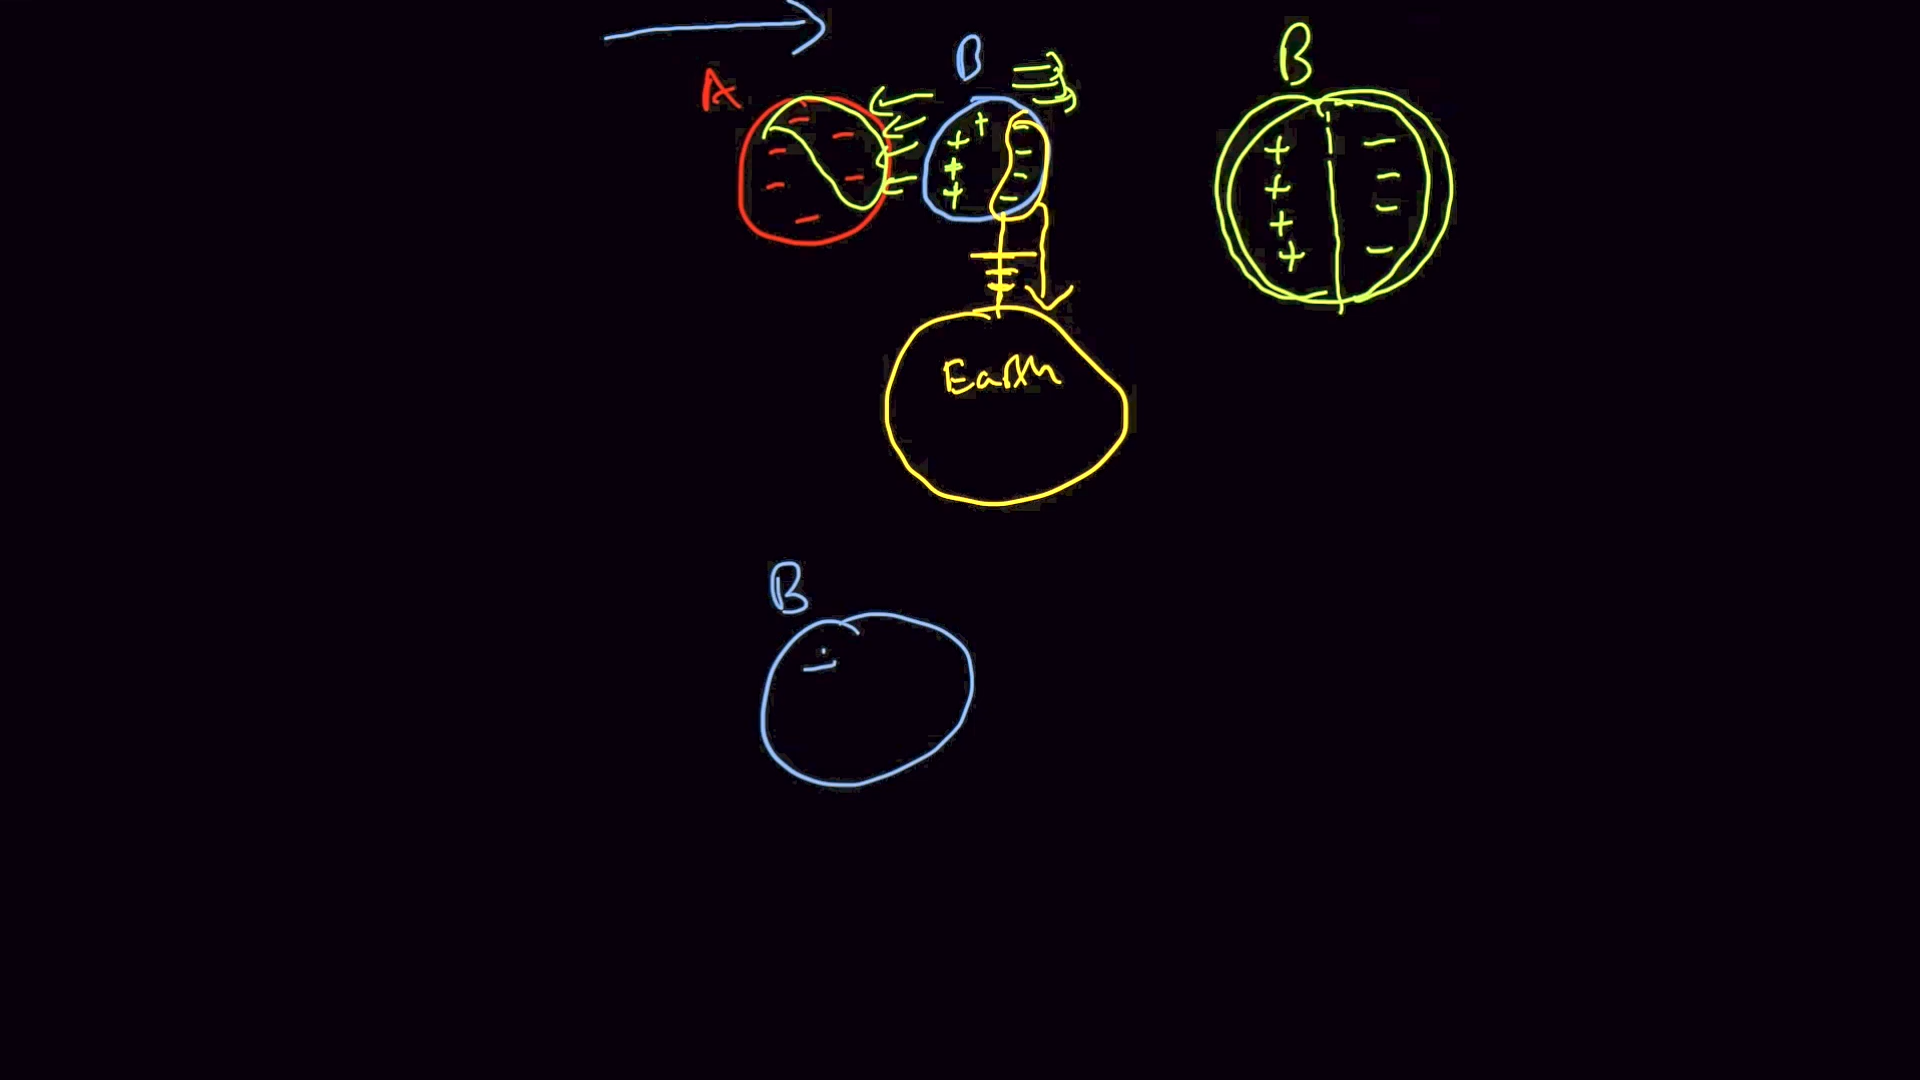 B
B
A
+ + + +
- - - - - -
+ + + +
- - - -
- - - -
Earth
B
-